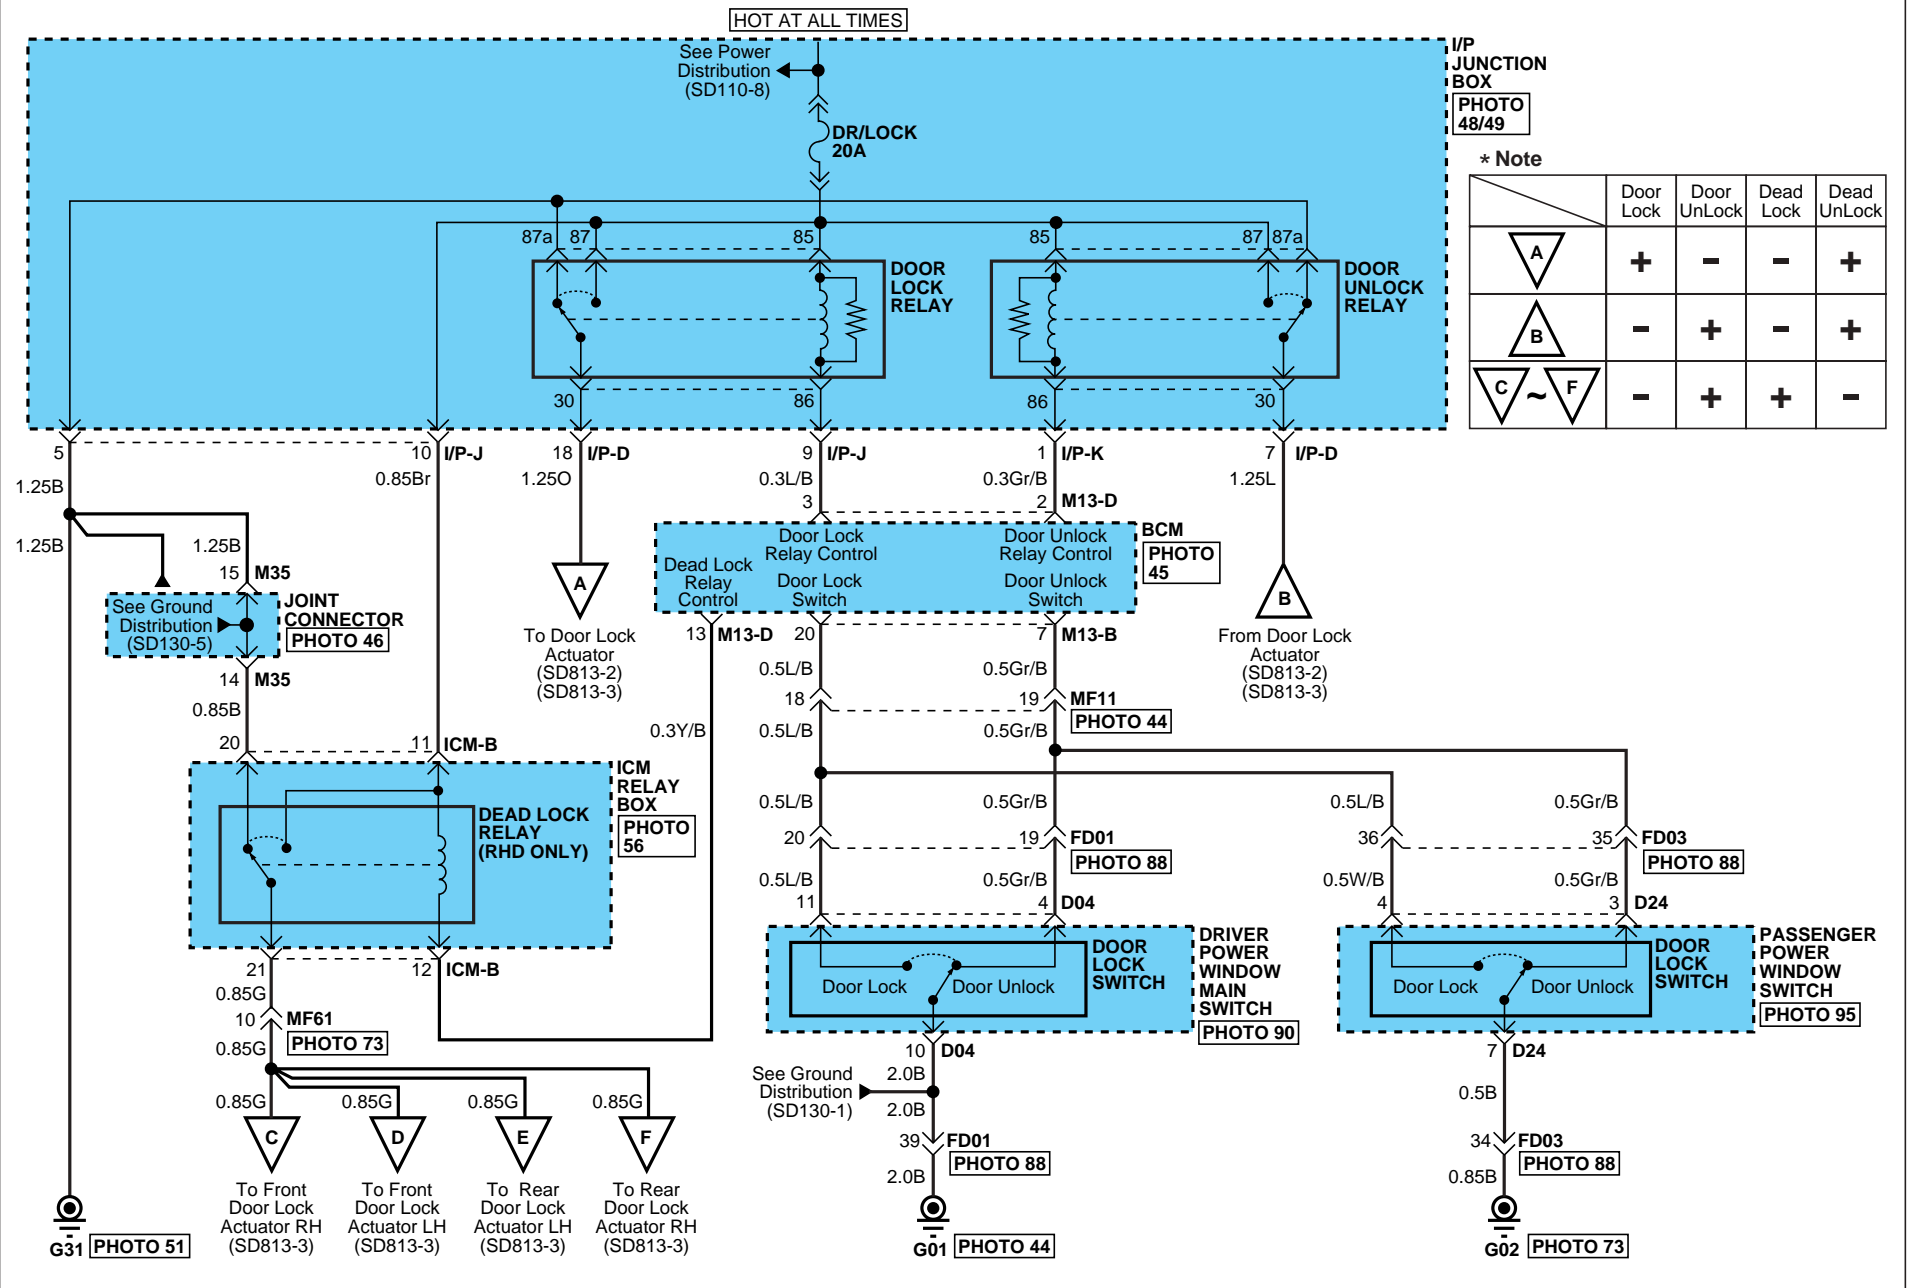 HOT AT ALL TIMES
See Power
Distribution
(SD110-8)
DR/LOCK
20A
I/P
JUNCTION
BOX
PHOTO
48/49
* Note
Door
Lock
Door
UnLock
Dead
Lock
Dead
UnLock
A
+ - - +
B
- + - +
C ~ F
- + + -
87a 87 85
DOOR
LOCK
RELAY
85 87 87a
DOOR
UNLOCK
RELAY
30 86 86 30
5 10 I/P-J 18 I/P-D 9 I/P-J 1 I/P-K 7 I/P-D
1.25B 0.85Br 1.25O 0.3L/B 0.3Gr/B 1.25L
3 2 M13-D
1.25B 1.25B
15 M35
See Ground
Distribution
(SD130-5)
JOINT
CONNECTOR
PHOTO 46
14 M35
0.85B
A
To Door Lock
Actuator
(SD813-2)
(SD813-3)
Dead Lock
Relay
Control
Door Lock
Relay Control
Door Lock
Switch
Door Unlock
Relay Control
Door Unlock
Switch
BCM
PHOTO
45
B
From Door Lock
Actuator
(SD813-2)
(SD813-3)
13 M13-D 20 7 M13-B
0.5L/B 0.5Gr/B
18 19 MF11
PHOTO 44
0.3Y/B 0.5L/B 0.5Gr/B
20 11 ICM-B
ICM
RELAY
BOX
PHOTO
56
DEAD LOCK
RELAY
(RHD ONLY)
0.5L/B 0.5Gr/B 0.5L/B 0.5Gr/B
20 19 FD01
PHOTO 88
36 35 FD03
PHOTO 88
0.5L/B 0.5Gr/B 0.5W/B 0.5Gr/B
11 4 D04 4 3 D24
DOOR
LOCK
SWITCH
Door Lock Door Unlock
DRIVER
POWER
WINDOW
MAIN
SWITCH
PHOTO 90
DOOR
LOCK
SWITCH
Door Lock Door Unlock
PASSENGER
POWER
WINDOW
SWITCH
PHOTO 95
21 12 ICM-B
0.85G
10 MF61
PHOTO 73
0.85G
10 D04
See Ground
Distribution
(SD130-1)
2.0B
2.0B
7 D24
0.5B
0.85G 0.85G 0.85G 0.85G
C D E F
39 FD01
PHOTO 88
2.0B
34 FD03
PHOTO 88
0.85B
To Front
Door Lock
Actuator RH
(SD813-3)
To Front
Door Lock
Actuator LH
(SD813-3)
To Rear
Door Lock
Actuator LH
(SD813-3)
To Rear
Door Lock
Actuator RH
(SD813-3)
G31 PHOTO 51
G01 PHOTO 44
G02 PHOTO 73